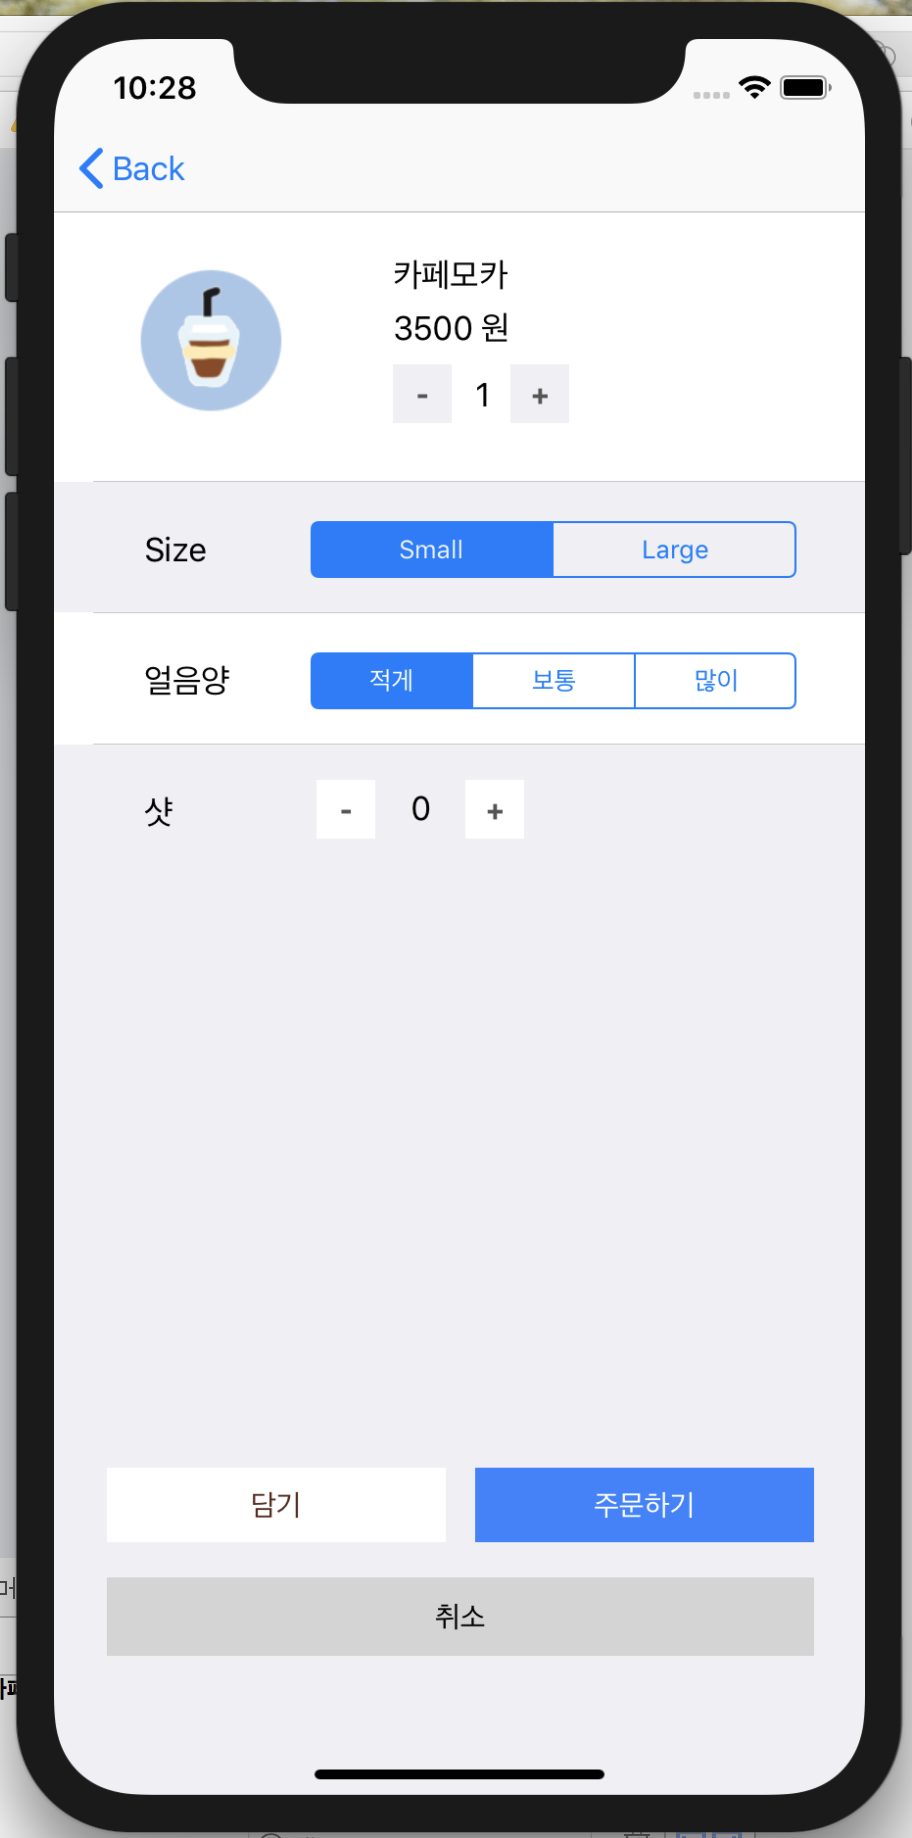 10:28
Back
카페모카
3500 원
- 1 +
Size Small Large
얼음양 적게 보통 많이
샷 - 0 +
담기 주문하기
취소